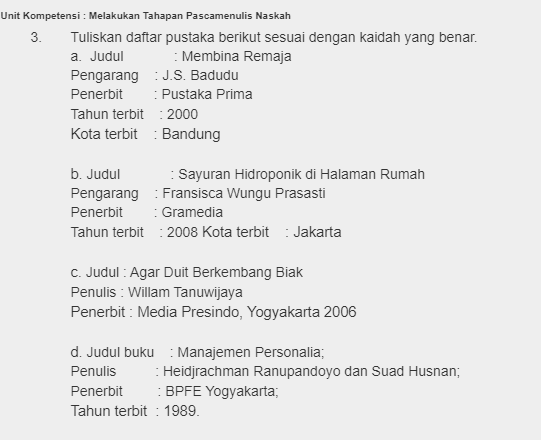 Unit Kompetensi : Melakukan Tahapan Pascamenulis Naskah
3. Tuliskan daftar pustaka berikut sesuai dengan kaidah yang benar.
a. Judul : Membina Remaja
Pengarang : J.S. Badudu
Penerbit : Pustaka Prima
Tahun terbit : 2000
Kota terbit : Bandung
b. Judul : Sayuran Hidroponik di Halaman Rumah
Pengarang : Fransisca Wungu Prasasti
Penerbit : Gramedia
Tahun terbit : 2008 Kota terbit : Jakarta
c. Judul : Agar Duit Berkembang Biak
Penulis : Willam Tanuwijaya
Penerbit : Media Presindo, Yogyakarta 2006
d. Judul buku : Manajemen Personalia;
Penulis : Heidjrachman Ranupandoyo dan Suad Husnan;
Penerbit : BPFE Yogyakarta;
Tahun terbit : 1989.